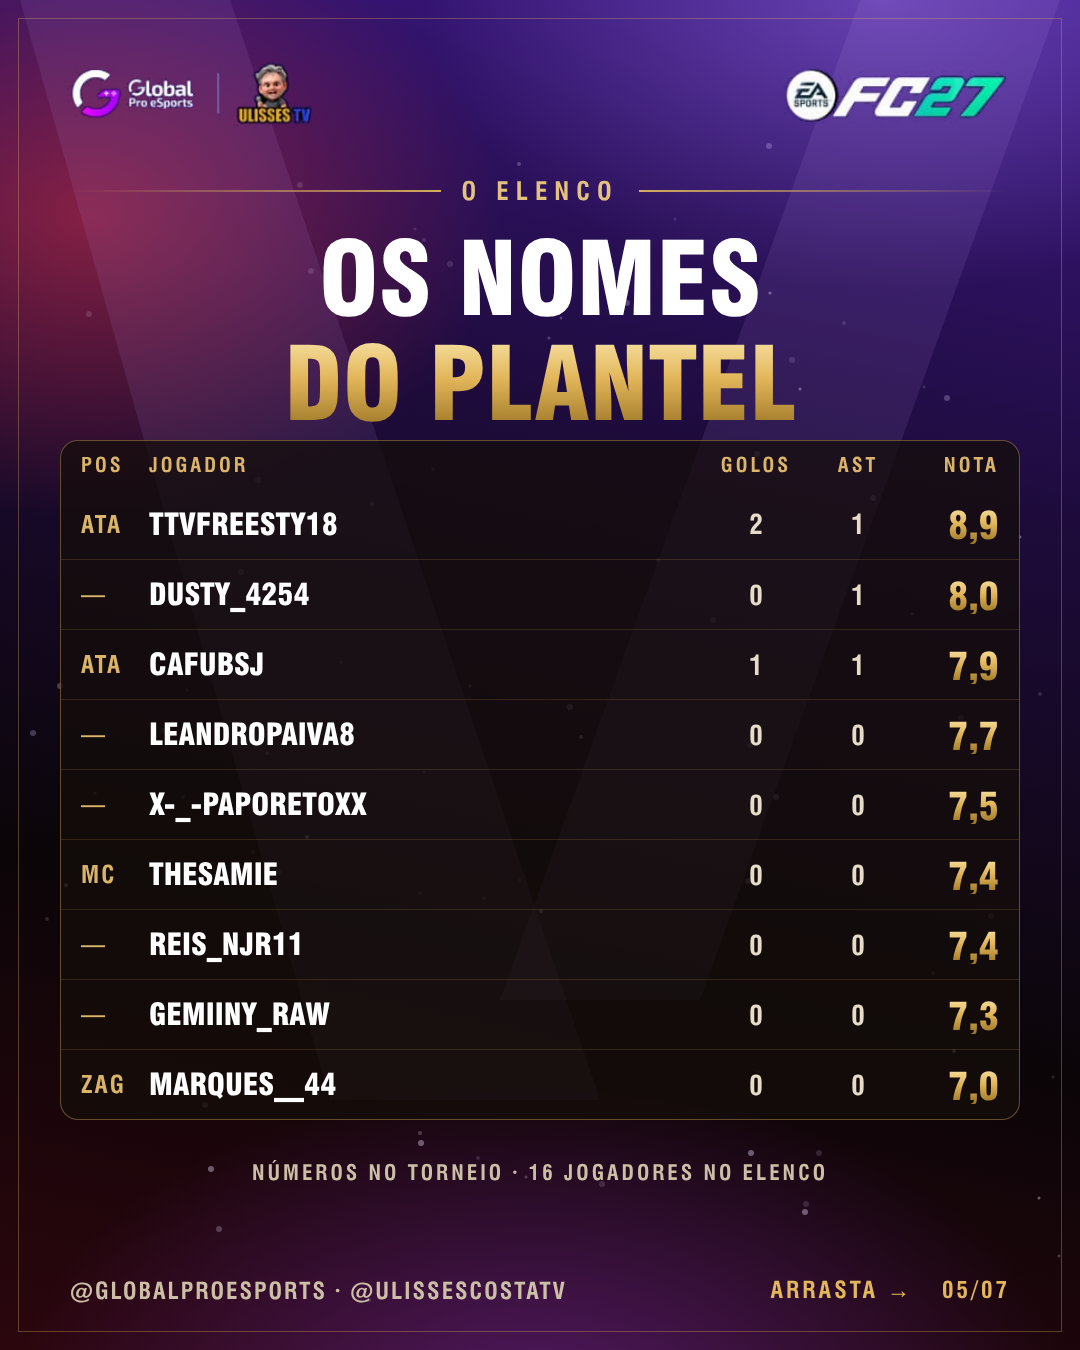 Global
Pro eSports
ULISSES TV
EA SPORTS FC27
O ELENCO
OS NOMES
DO PLANTEL
POS JOGADOR GOLOS AST NOTA
ATA TTVFREESTY18 2 1 8,9
— DUSTY_4254 0 1 8,0
ATA CAFUBSJ 1 1 7,9
— LEANDROPAIVA8 0 0 7,7
— X-_-PAPORETOXX 0 0 7,5
MC THESAMIE 0 0 7,4
— REIS_NJR11 0 0 7,4
— GEMIINY_RAW 0 0 7,3
ZAG MARQUES__44 0 0 7,0
NÚMEROS NO TORNEIO · 16 JOGADORES NO ELENCO
@GLOBALPROESPORTS · @ULISSESCOSTATV ARRASTA → 05/07